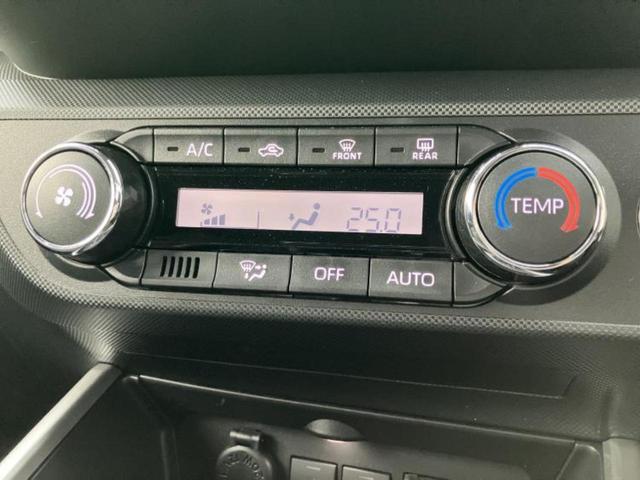 A/C
FRONT
REAR
25.0
TEMP
OFF
AUTO